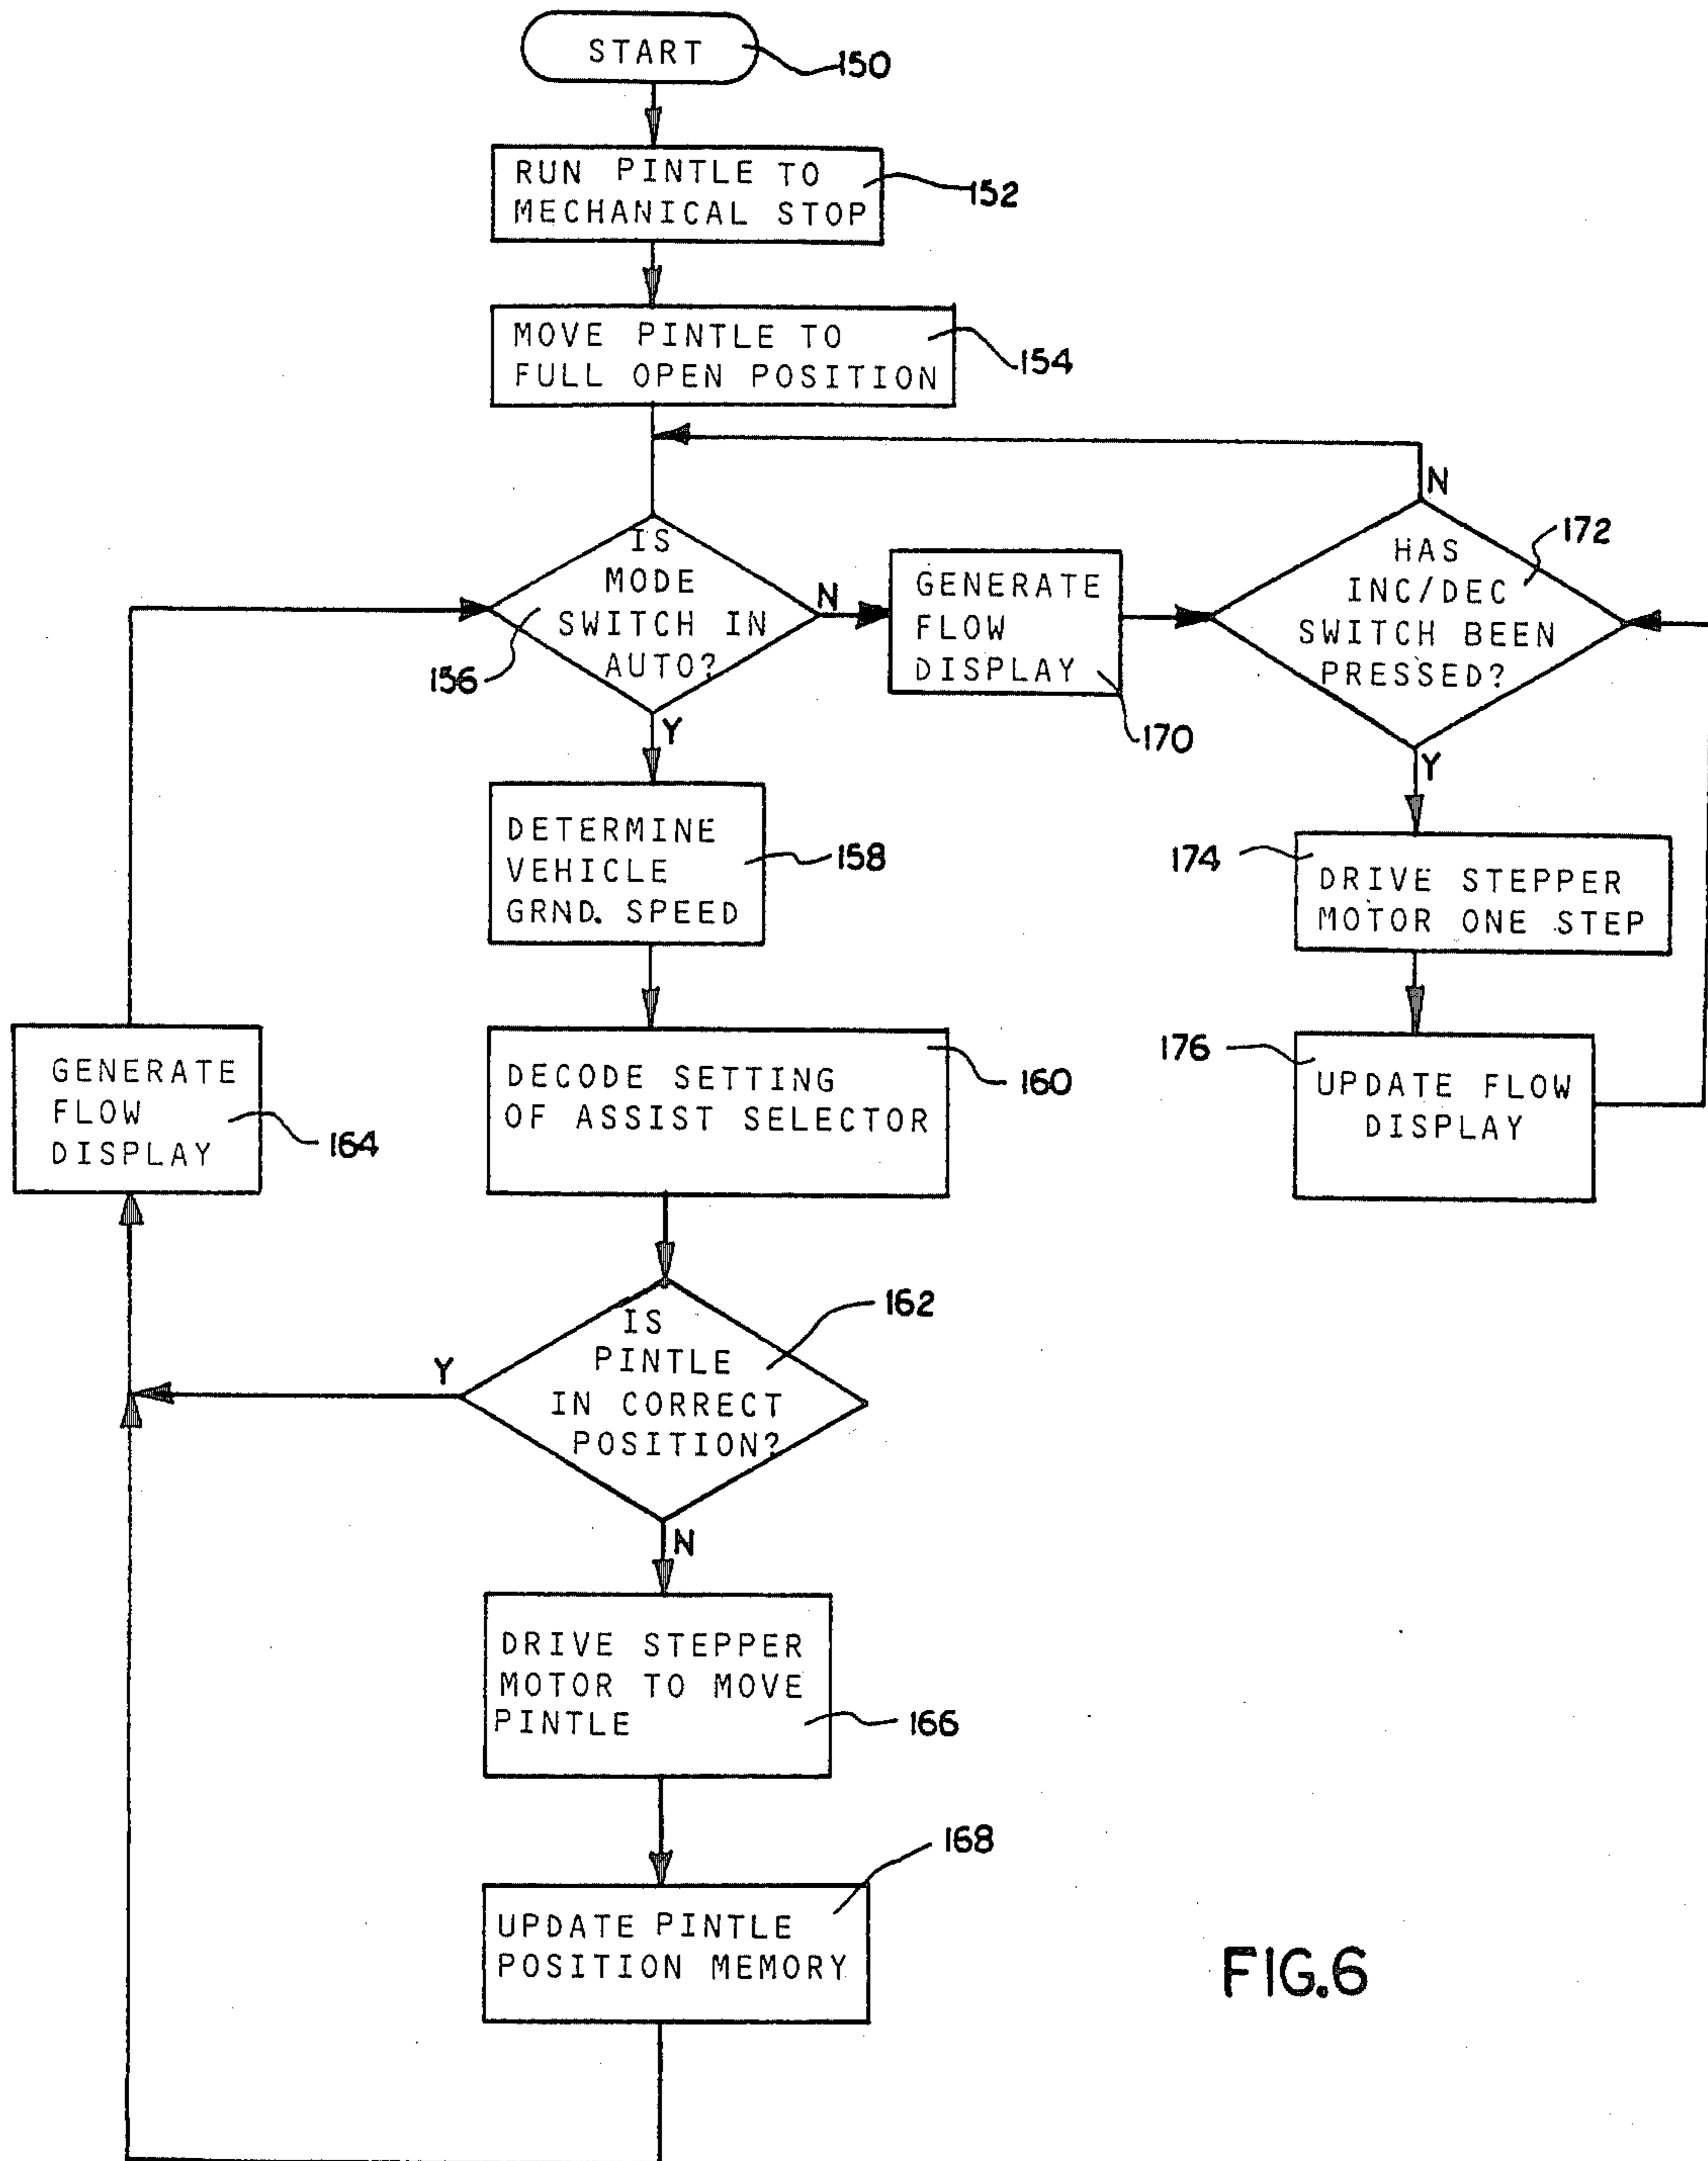 START
150
RUN PINTLE TO
MECHANICAL STOP
152
MOVE PINTLE TO
FULL OPEN POSITION
154
IS
MODE
SWITCH IN
AUTO?
156
N
Y
GENERATE
FLOW
DISPLAY
170
HAS
INC/DEC
SWITCH BEEN
PRESSED?
172
N
Y
DETERMINE
VEHICLE
GRND. SPEED
158
174
DRIVE STEPPER
MOTOR ONE STEP
176
UPDATE FLOW
DISPLAY
GENERATE
FLOW
DISPLAY
164
DECODE SETTING
OF ASSIST SELECTOR
160
IS
PINTLE
IN CORRECT
POSITION?
162
Y
N
DRIVE STEPPER
MOTOR TO MOVE
PINTLE
166
UPDATE PINTLE
POSITION MEMORY
168
FIG.6